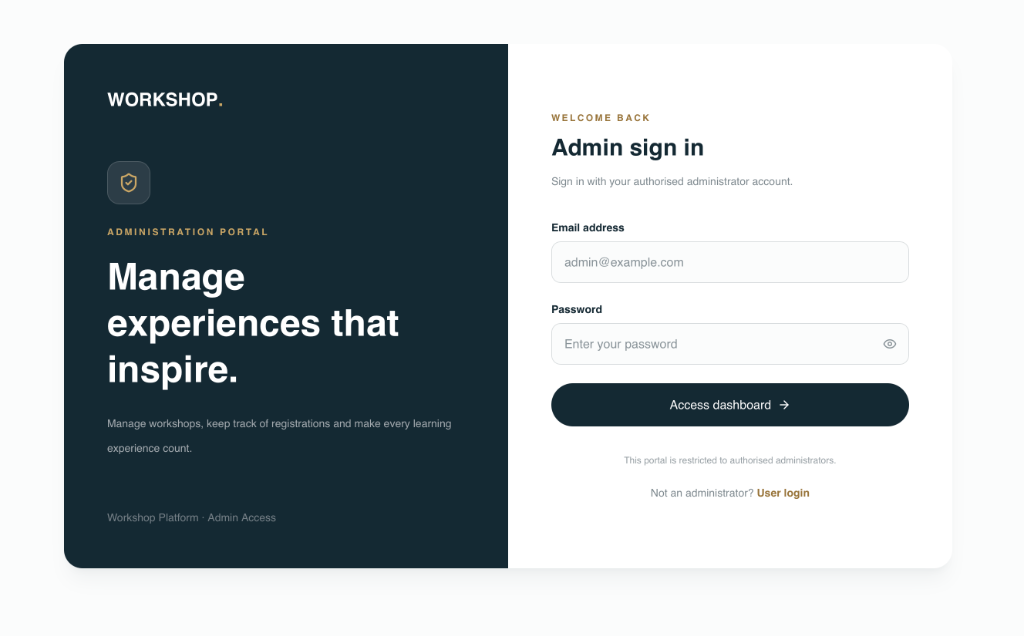 WORKSHOP.
ADMINISTRATION PORTAL
Manage
experiences that
inspire.
Manage workshops, keep track of registrations and make every learning
experience count.
Workshop Platform · Admin Access
WELCOME BACK
Admin sign in
Sign in with your authorised administrator account.
Email address
admin@example.com
Password
Enter your password
Access dashboard →
This portal is restricted to authorised administrators.
Not an administrator? User login